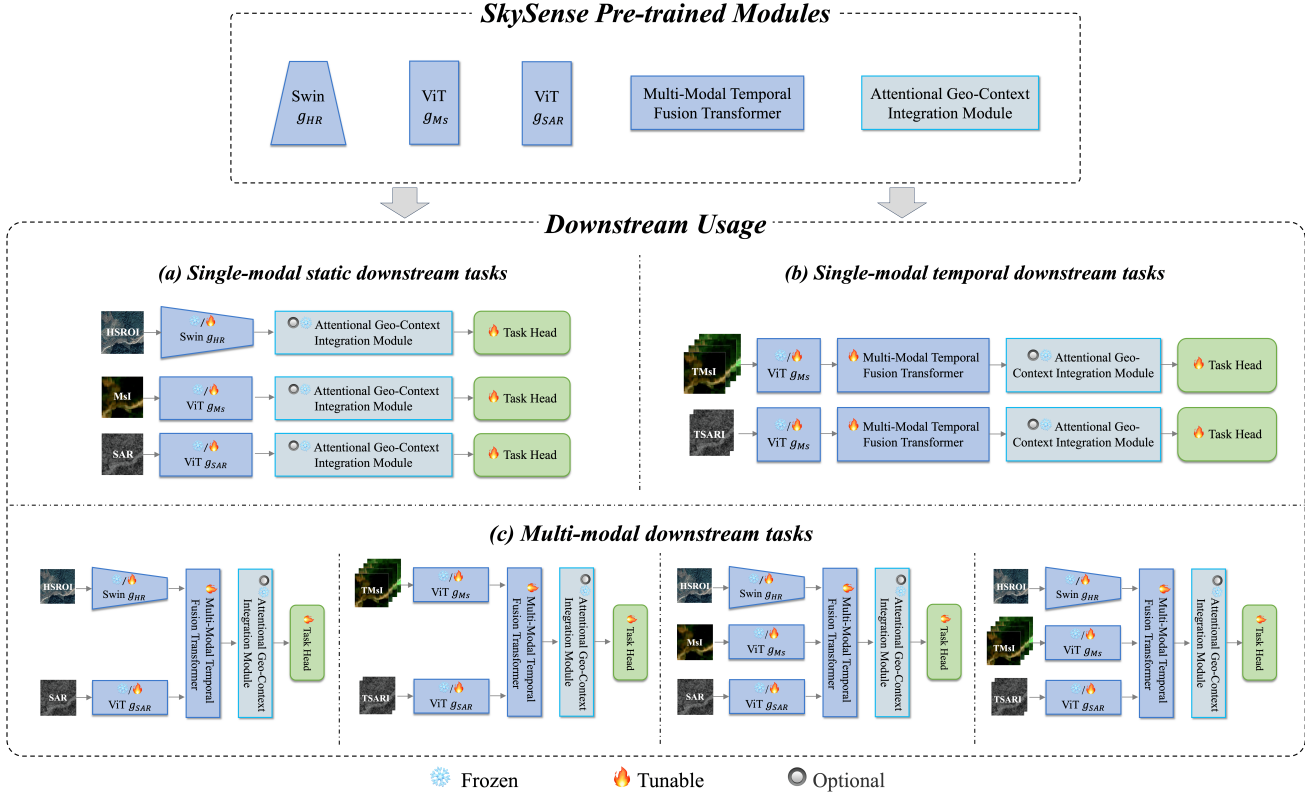 SkySense Pre-trained Modules
Swin
gHR
ViT
gMs
ViT
gSAR
Multi-Modal Temporal
Fusion Transformer
Attentional Geo-Context
Integration Module
Downstream Usage
(a) Single-modal static downstream tasks
HSROI
/
Swin gHR
Attentional Geo-Context
Integration Module
Task Head
MsI
/
ViT gMs
Attentional Geo-Context
Integration Module
Task Head
SAR
/
ViT gSAR
Attentional Geo-Context
Integration Module
Task Head
(b) Single-modal temporal downstream tasks
TMsI
/
ViT gMs
Multi-Modal Temporal
Fusion Transformer
Attentional Geo-
Context Integration Module
Task Head
TSARI
/
ViT gMs
Multi-Modal Temporal
Fusion Transformer
Attentional Geo-
Context Integration Module
Task Head
(c) Multi-modal downstream tasks
HSROI
/
Swin gHR
SAR
/
ViT gSAR
Multi-Modal Temporal
Fusion Transformer
Attentional Geo-Context
Integration Module
Task Head
TMsI
/
ViT gMs
TSARI
/
ViT gSAR
Multi-Modal Temporal
Fusion Transformer
Attentional Geo-Context
Integration Module
Task Head
HSROI
/
Swin gHR
MsI
/
ViT gMs
SAR
/
ViT gSAR
Multi-Modal Temporal
Fusion Transformer
Attentional Geo-Context
Integration Module
Task Head
HSROI
/
Swin gHR
TMsI
/
ViT gMs
TSARI
/
ViT gSAR
Multi-Modal Temporal
Fusion Transformer
Attentional Geo-Context
Integration Module
Task Head
Frozen
Tunable
Optional